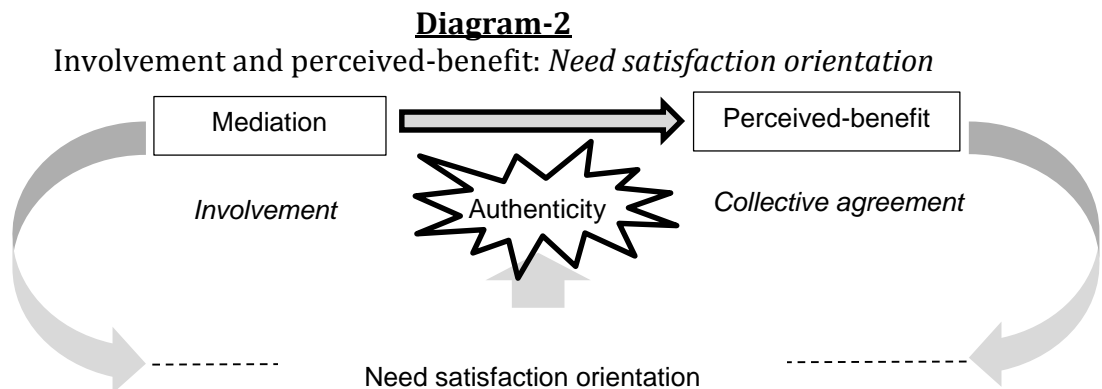 Diagram-2
Involvement and perceived-benefit: Need satisfaction orientation
Mediation
Perceived-benefit
Involvement
Authenticity
Collective agreement
Need satisfaction orientation